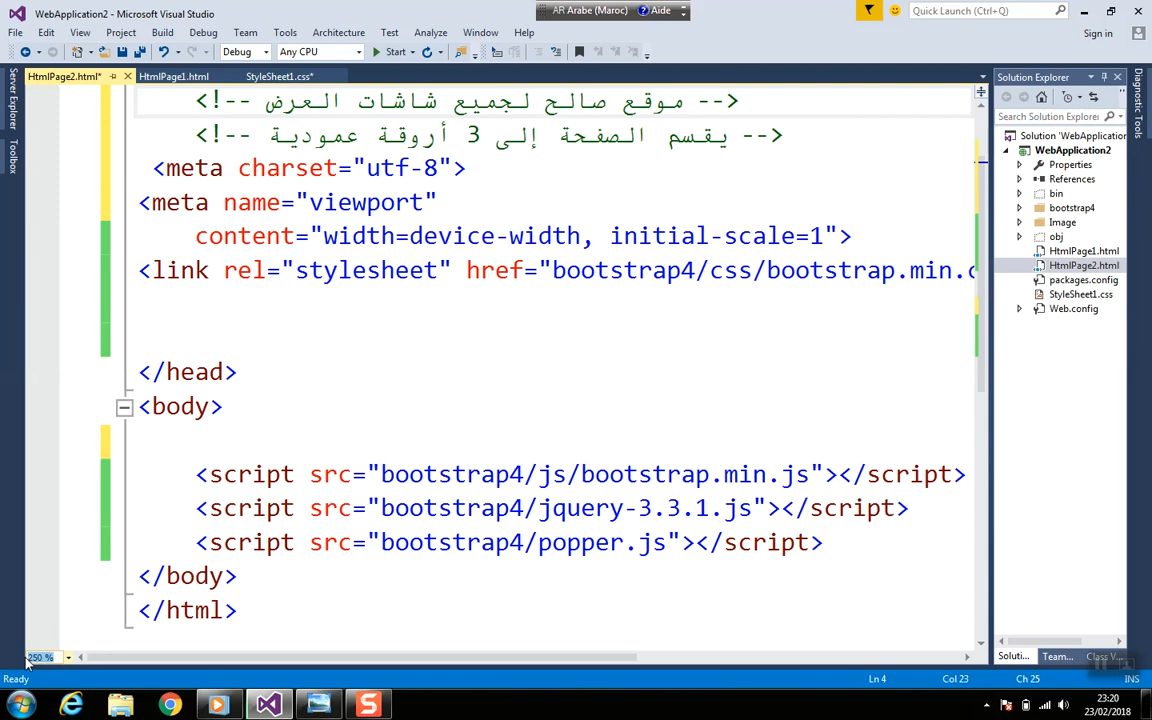 WebApplication2 - Microsoft Visual Studio
AR Arabe (Maroc) Aide
Quick Launch (Ctrl+Q)
File Edit View Project Build Debug Team Tools Architecture Test Analyze Window Help
Sign in
Debug Any CPU Start
HtmlPage2.html* HtmlPage1.html StyleSheet1.css*
Server Explorer
Toolbox
<!-- موقع صالح لجميع شاشات العرض -->
<!-- يقسم الصفحة إلى 3 أروقة عمودية -->
<meta charset="utf-8">
<meta name="viewport"
content="width=device-width, initial-scale=1">
<link rel="stylesheet" href="bootstrap4/css/bootstrap.min.c
</head>
<body>
<script src="bootstrap4/js/bootstrap.min.js"></script>
<script src="bootstrap4/jquery-3.3.1.js"></script>
<script src="bootstrap4/popper.js"></script>
</body>
</html>
250 %
Solution Explorer
Search Solution Explorer
Solution 'WebApplication
WebApplication2
Properties
References
bin
bootstrap4
Image
obj
HtmlPage1.html
HtmlPage2.html
packages.config
StyleSheet1.css
Web.config
Soluti... Team... Class V...
Diagnostic Tools
Ready Ln 4 Col 23 Ch 25 INS
23:20
23/02/2018